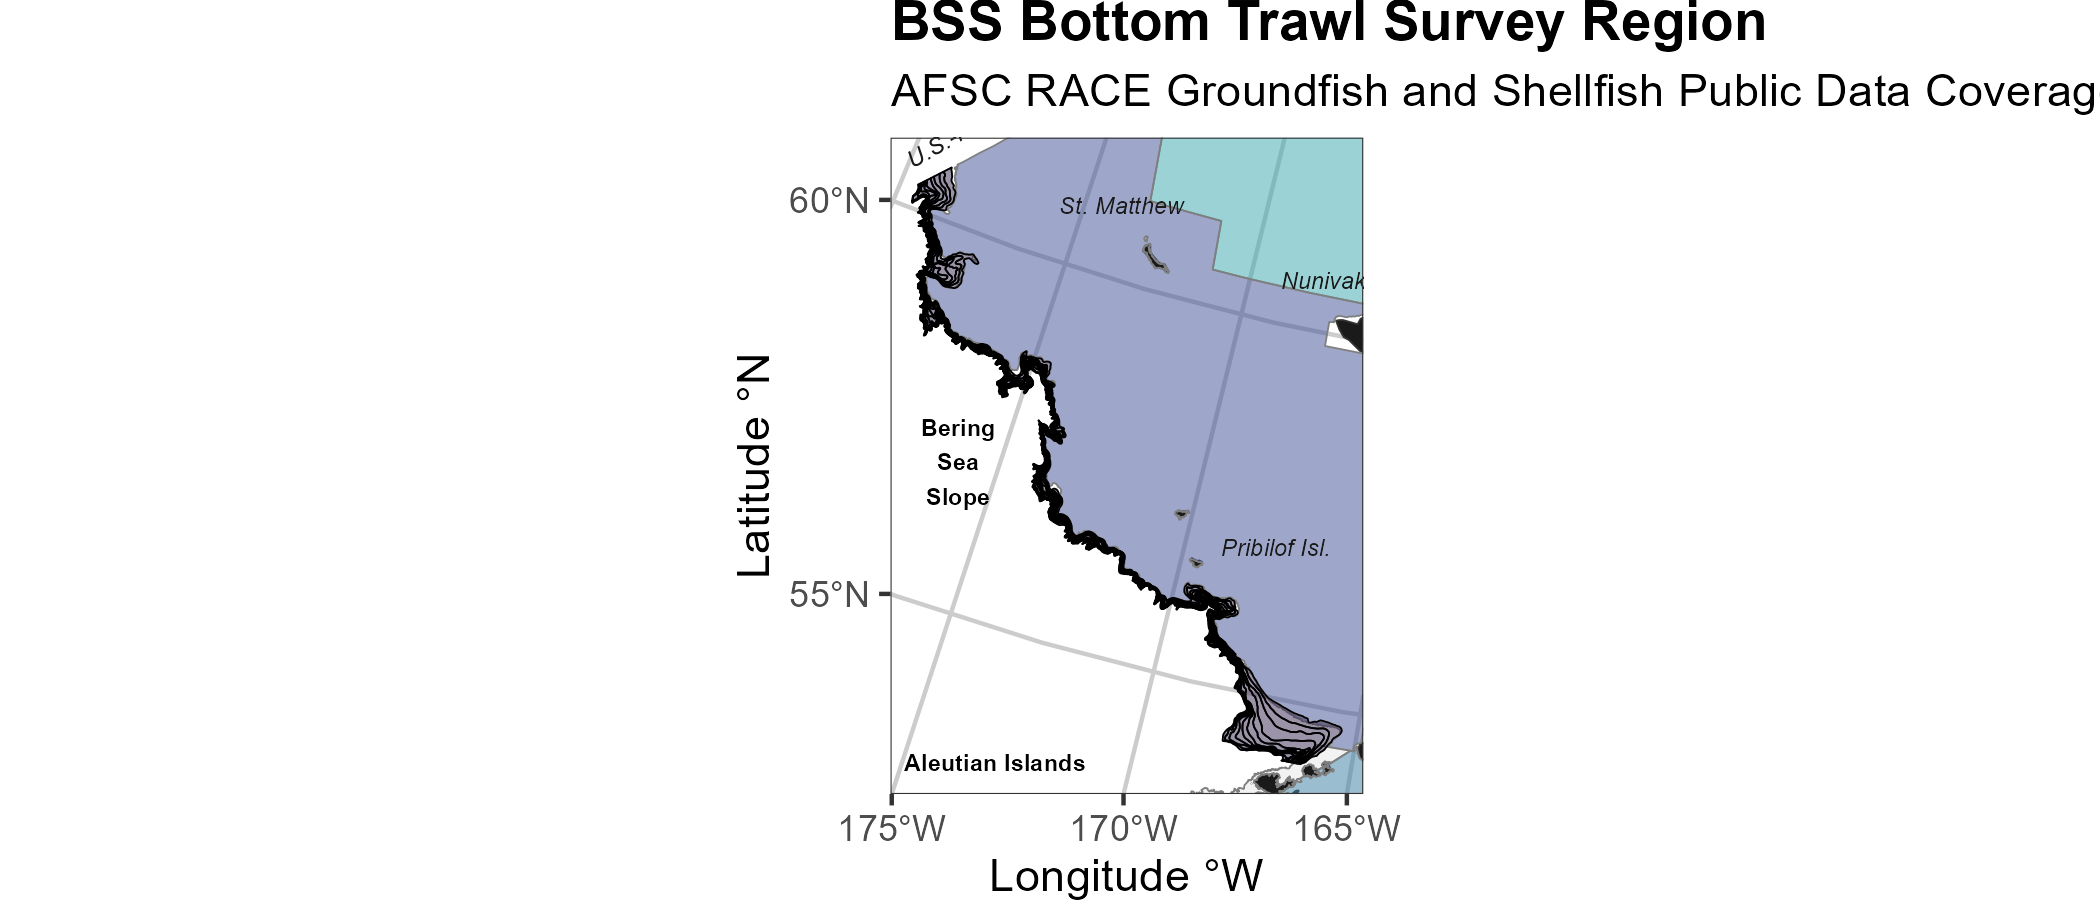 BSS Bottom Trawl Survey Region
AFSC RACE Groundfish and Shellfish Public Data Coverag
U.S.
60°N
St. Matthew
Nunivak
Latitude °N
Bering
Sea
Slope
Pribilof Isl.
55°N
Aleutian Islands
175°W
170°W
165°W
Longitude °W